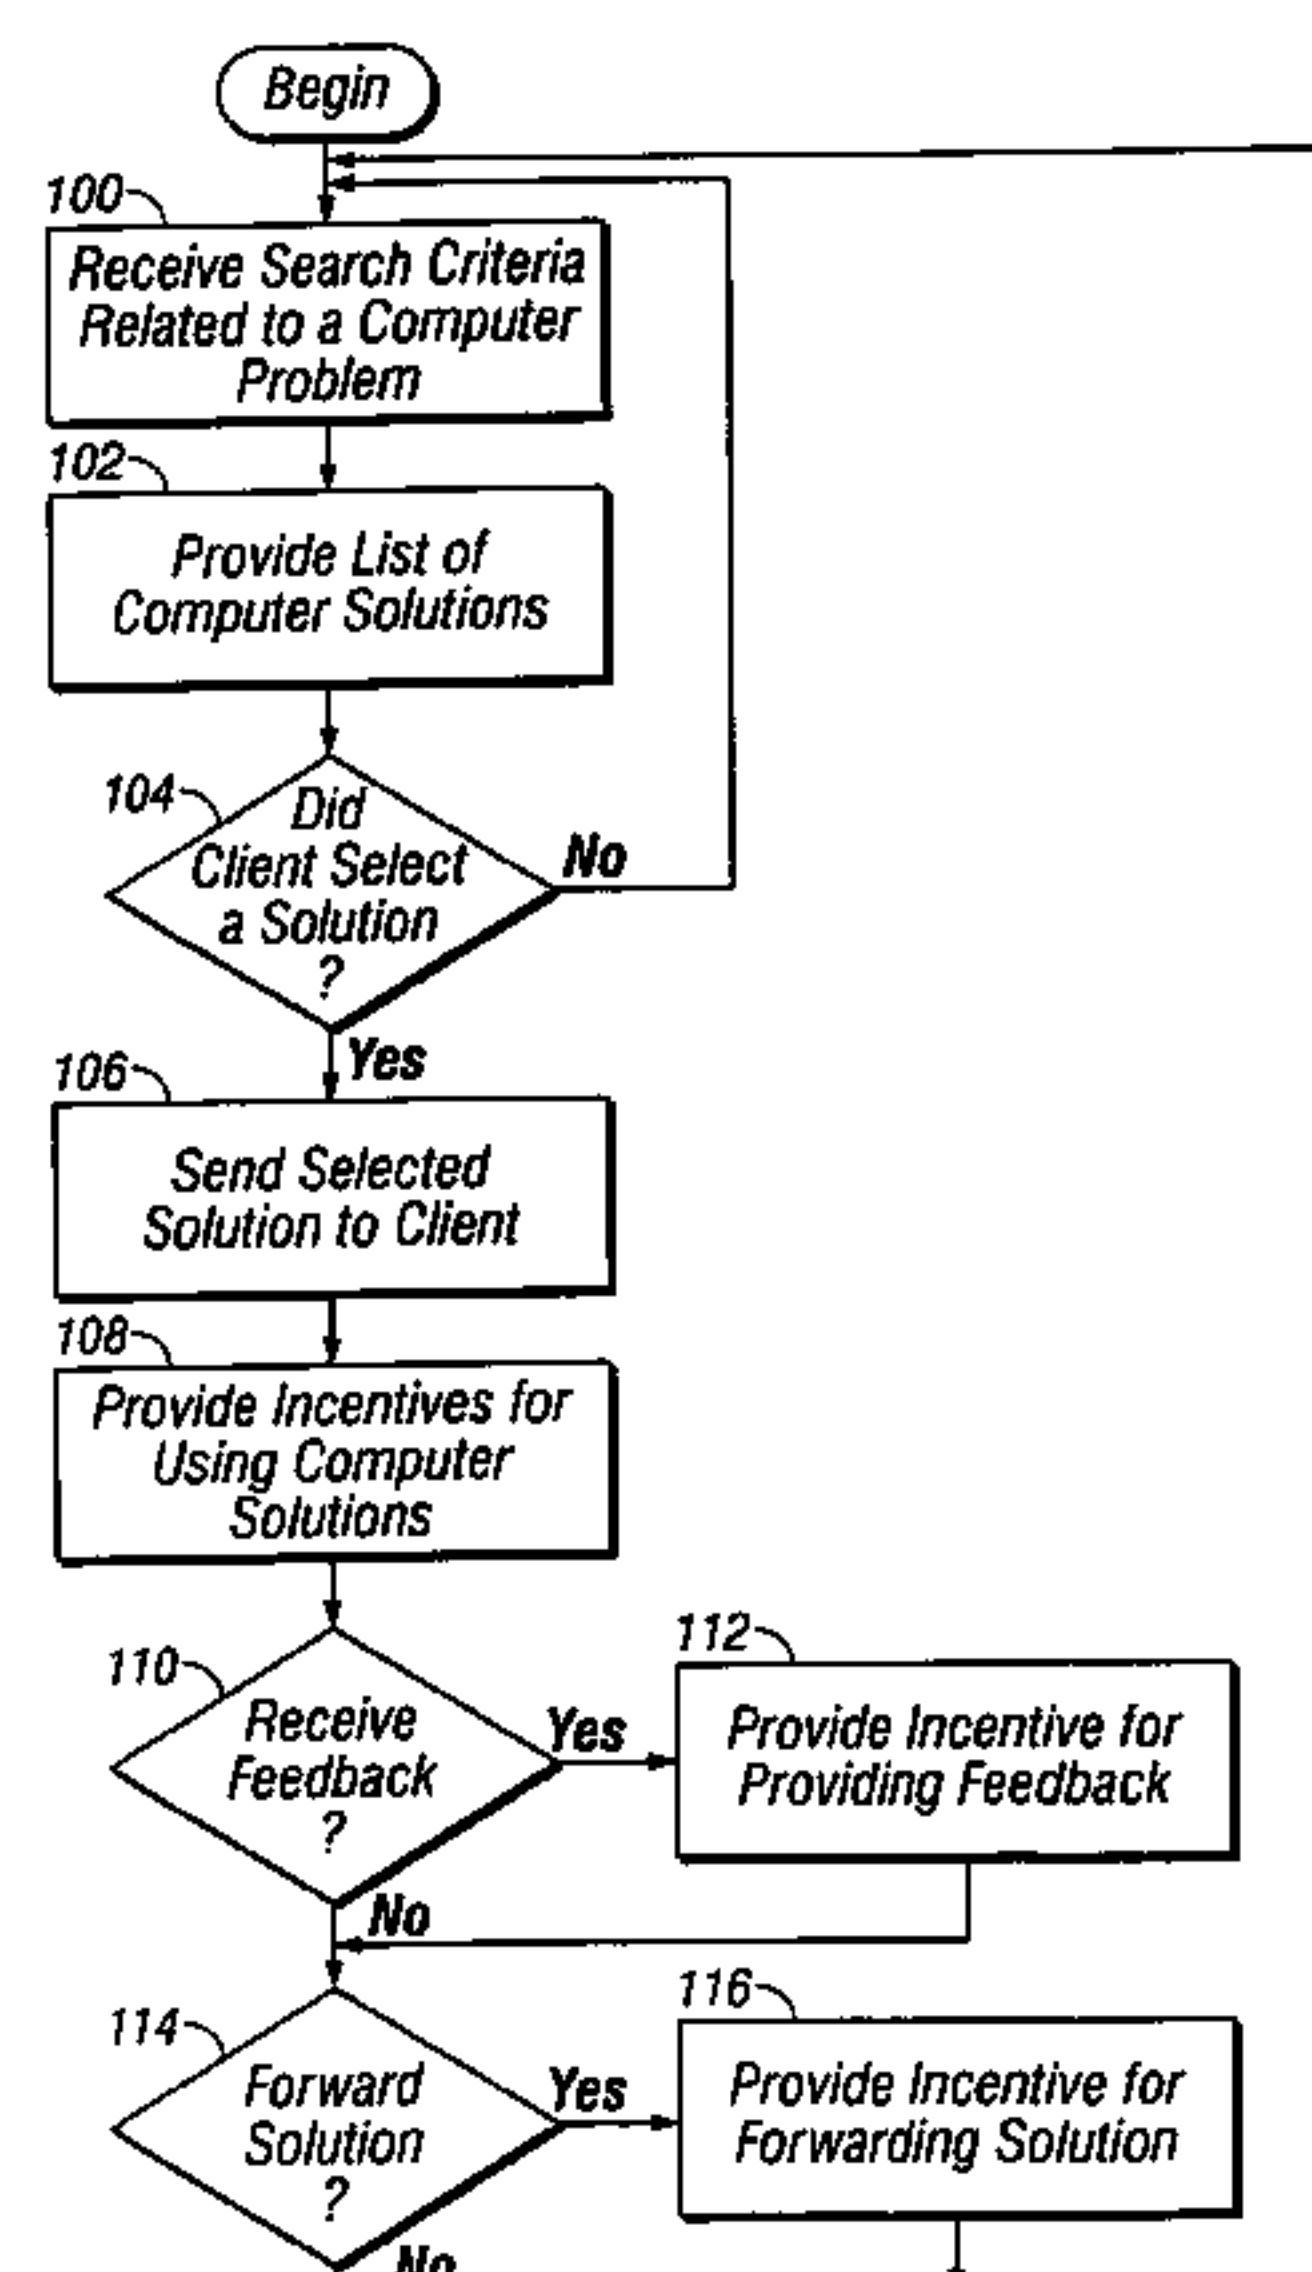 Begin
100
Receive Search Criteria
Related to a Computer
Problem
102
Provide List of
Computer Solutions
104
Did
Client Select
a Solution
?
No
Yes
106
Send Selected
Solution to Client
108
Provide Incentives for
Using Computer
Solutions
110
Receive
Feedback
?
Yes
112
Provide Incentive for
Providing Feedback
No
114
Forward
Solution
?
Yes
116
Provide Incentive for
Forwarding Solution
No